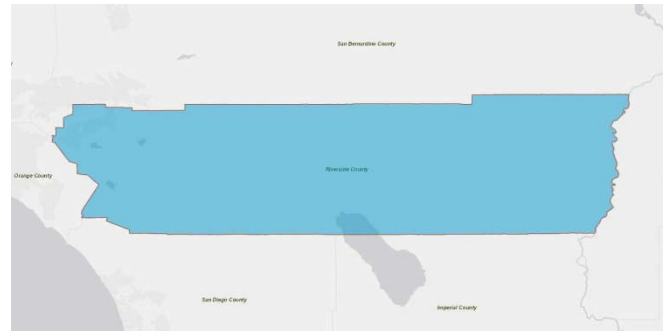 San Bernardino County
Riverside County
Orange County
San Diego County
Imperial County